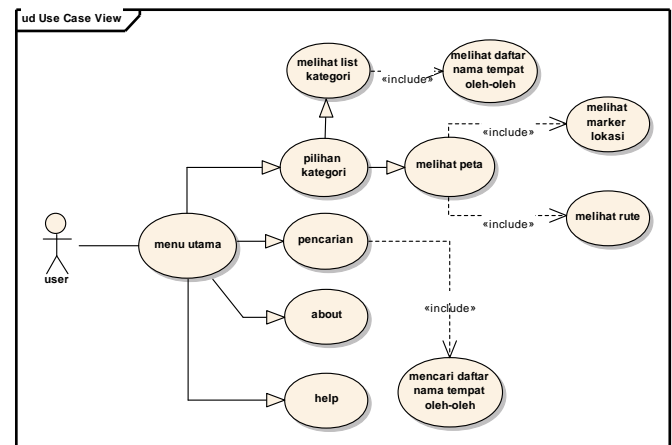 ud Use Case View
melihat list
kategori
«include»
melihat daftar
nama tempat
oleh-oleh
pilihan
kategori
melihat peta
«include»
melihat
marker
lokasi
«include»
melihat rute
user
menu utama
pencarian
«include»
about
mencari daftar
nama tempat
oleh-oleh
help